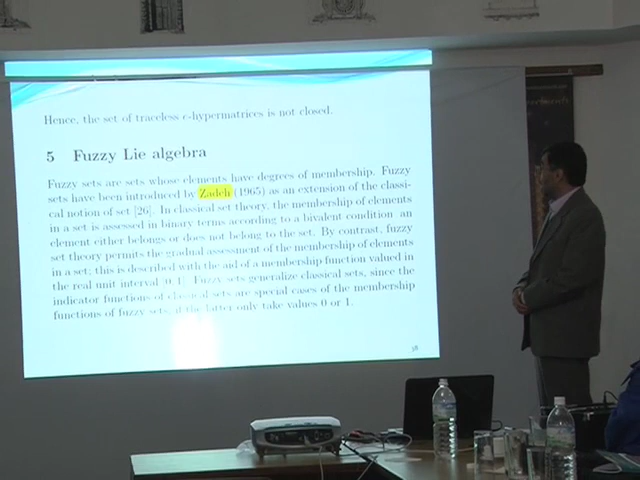 Hence, the set of traceless e-hypermatrices is not closed.
5 Fuzzy Lie algebra
Fuzzy sets are sets whose elements have degrees of membership. Fuzzy
sets have been introduced by Zadeh (1965) as an extension of the classi-
cal notion of set [26]. In classical set theory, the membership of elements
in a set is assessed in binary terms according to a bivalent condition an
element either belongs or does not belong to the set. By contrast, fuzzy
set theory permits the gradual assessment of the membership of elements
in a set; this is described with the aid of a membership function valued in
the real unit interval [0,1]. Fuzzy sets generalize classical sets, since the
indicator functions of classical sets are special cases of the membership
functions of fuzzy sets, if the latter only take values 0 or 1.
38